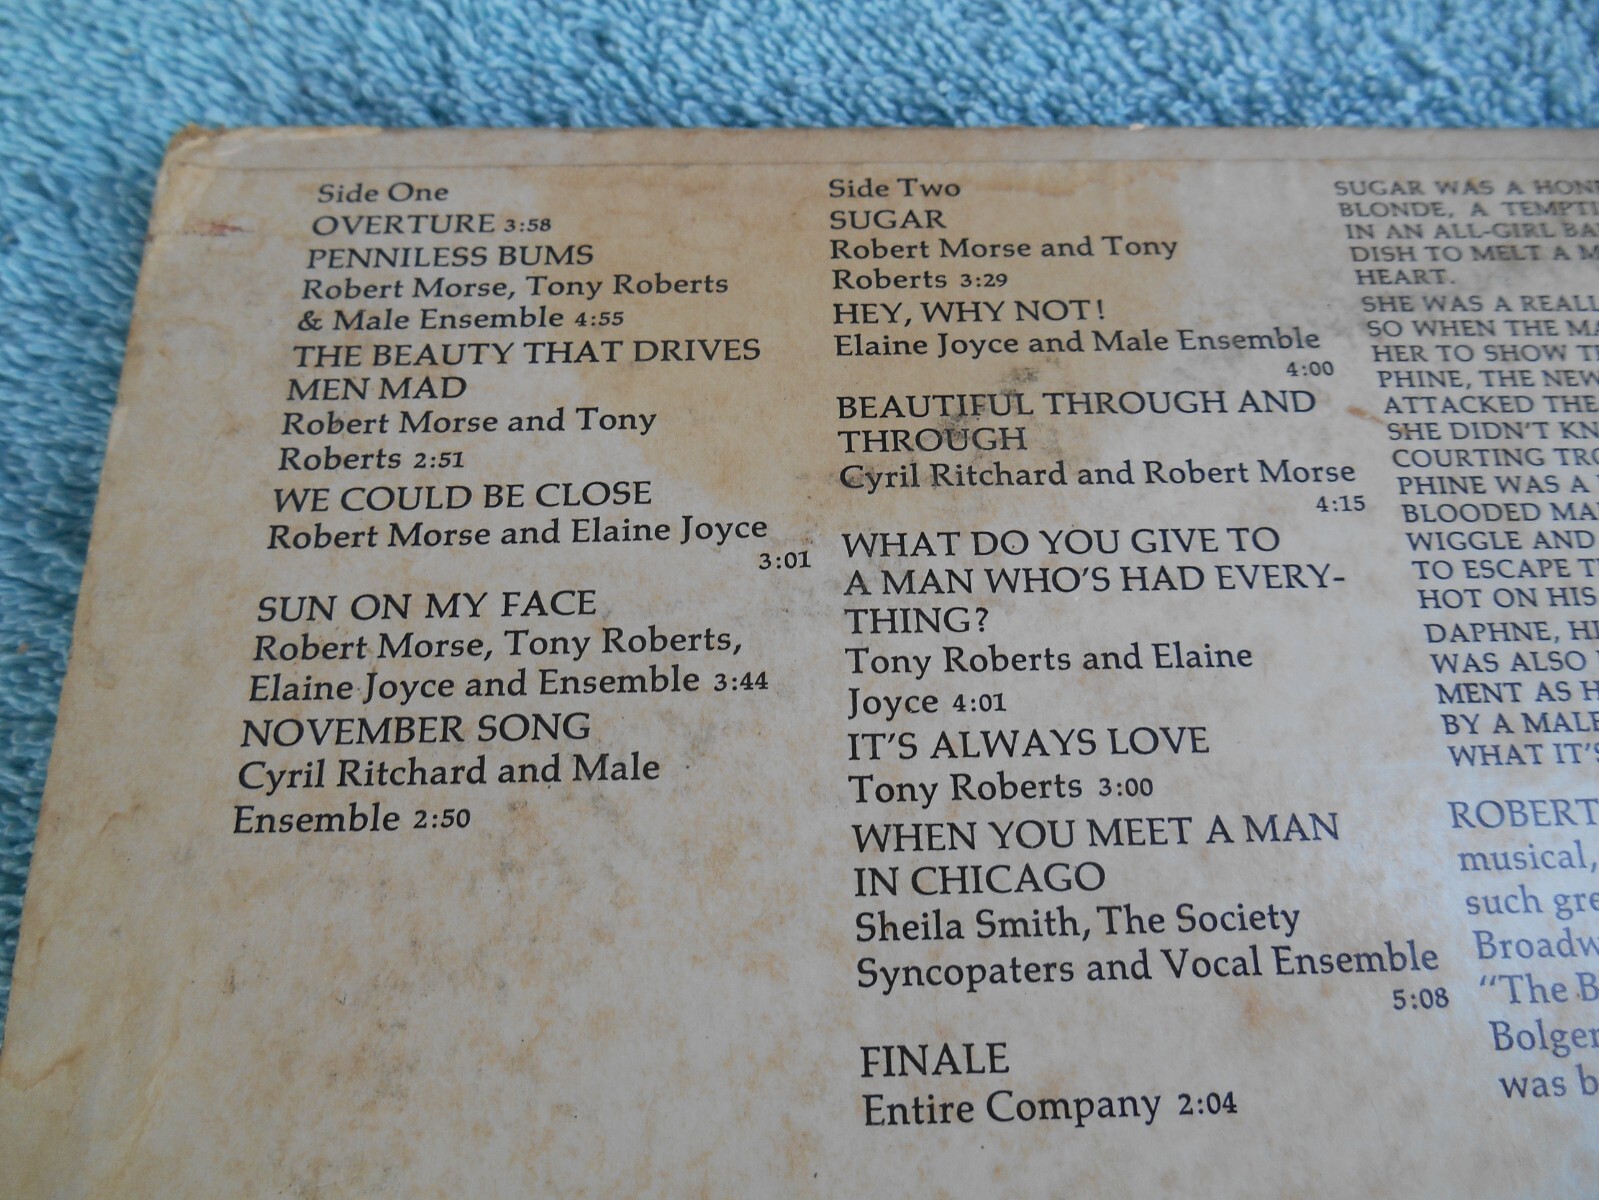 Side One
OVERTURE 3:58
PENNILESS BUMS
Robert Morse, Tony Roberts
& Male Ensemble 4:55
THE BEAUTY THAT DRIVES
MEN MAD
Robert Morse and Tony
Roberts 2:51
WE COULD BE CLOSE
Robert Morse and Elaine Joyce
3:01
SUN ON MY FACE
Robert Morse, Tony Roberts,
Elaine Joyce and Ensemble 3:44
NOVEMBER SONG
Cyril Ritchard and Male
Ensemble 2:50
Side Two
SUGAR
Robert Morse and Tony
Roberts 3:29
HEY, WHY NOT!
Elaine Joyce and Male Ensemble
4:00
BEAUTIFUL THROUGH AND
THROUGH
Cyril Ritchard and Robert Morse
4:15
WHAT DO YOU GIVE TO
A MAN WHO'S HAD EVERY-
THING?
Tony Roberts and Elaine
Joyce 4:01
IT'S ALWAYS LOVE
Tony Roberts 3:00
WHEN YOU MEET A MAN
IN CHICAGO
Sheila Smith, The Society
Syncopaters and Vocal Ensemble
5:08
FINALE
Entire Company 2:04
SUGAR WAS A
BLONDE, A
IN AN ALL-GIRL
DISH TO MELT A
HEART.
SHE WAS A
SO WHEN THE
HER TO SHOW
PHINE, THE NEW
ATTACKED THE
SHE DIDN'T
COURTING
PHINE WAS A
BLOODED
WIGGLE AND
TO ESCAPE
HOT ON HIS
DAPHNE,
WAS ALSO
MENT AS
BY A MALE
WHAT IT'S
ROBERT
musical,
such
"The
Bolger
was